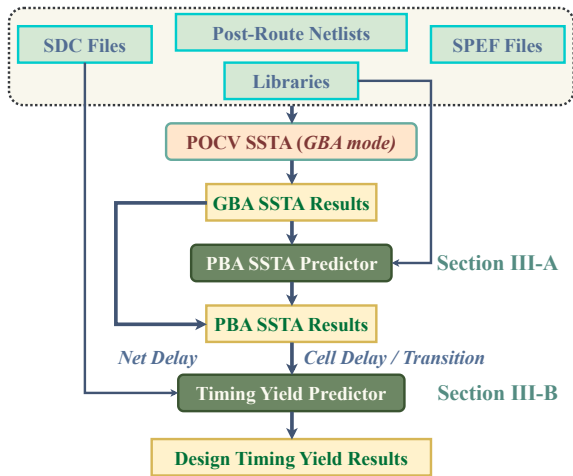 SDC Files
Post-Route Netlists
SPEF Files
Libraries
POCV SSTA (GBA mode)
GBA SSTA Results
PBA SSTA Predictor
Section III-A
PBA SSTA Results
Net Delay
Cell Delay / Transition
Timing Yield Predictor
Section III-B
Design Timing Yield Results